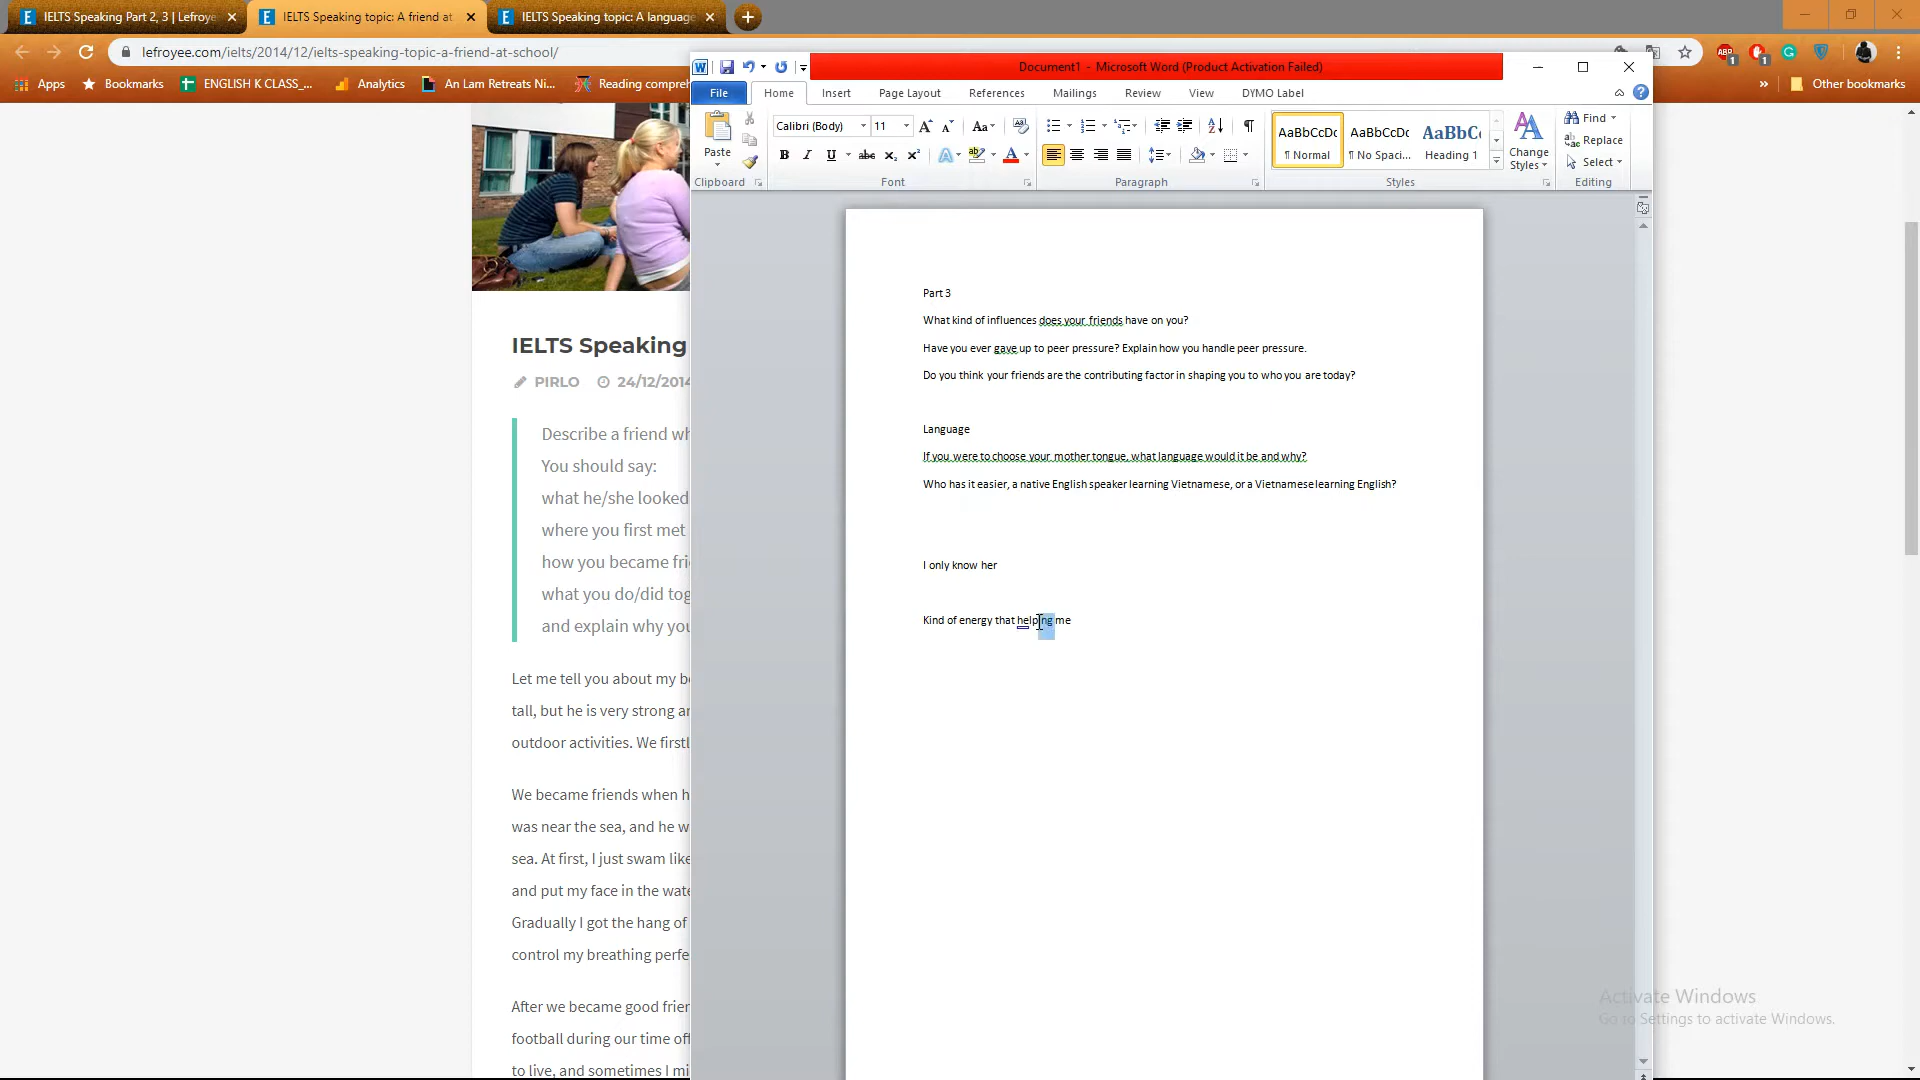 IELTS Speaking Part 2, 3 | Lefroye
IELTS Speaking topic: A friend at
IELTS Speaking topic: A language
lefroyee.com/ielts/2014/12/ielts-speaking-topic-a-friend-at-school/
Apps
Bookmarks
ENGLISH K CLASS_...
Analytics
An Lam Retreats Ni...
Reading compreh
Other bookmarks
Document1 - Microsoft Word (Product Activation Failed)
File Home Insert Page Layout References Mailings Review View DYMO Label
Paste
Calibri (Body) 11
AaBbCcDc AaBbCcDc AaBbC
¶ Normal ¶ No Spaci... Heading 1
Change Styles
Find
Replace
Select
Clipboard Font Paragraph Styles Editing
IELTS Speaking
PIRLO 24/12/2014
Describe a friend wh
You should say:
what he/she looked
where you first met
how you became frie
what you do/did tog
and explain why you
Let me tell you about my be
tall, but he is very strong an
outdoor activities. We firstl
We became friends when h
was near the sea, and he wa
sea. At first, I just swam like
and put my face in the wate
Gradually I got the hang of
control my breathing perfe
After we became good frier
football during our time off
to live, and sometimes I mi
Part 3
What kind of influences does your friends have on you?
Have you ever gave up to peer pressure? Explain how you handle peer pressure.
Do you think your friends are the contributing factor in shaping you to who you are today?
Language
If you were to choose your mother tongue, what language would it be and why?
Who has it easier, a native English speaker learning Vietnamese, or a Vietnamese learning English?
I only know her
Kind of energy that helping me
Activate Windows
Go to Settings to activate Windows.